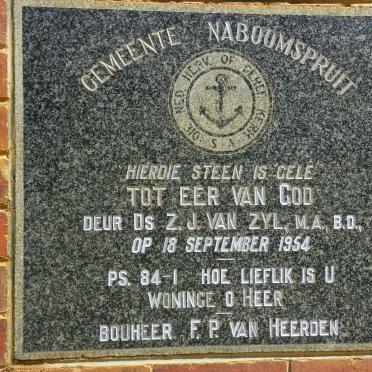 GEMEENTE NABOOMSPRUIT
DIE NED. HERV. OF GEREF. KERK
S A
HIERDIE STEEN IS GELÊ
TOT EER VAN GOD
DEUR DS Z. J. VAN ZYL, M.A. B.D.,
OP 18 SEPTEMBER 1954
PS. 84-1 HOE LIEFLIK IS U
WONINGE O HEER
BOUHEER F. P. VAN HEERDEN